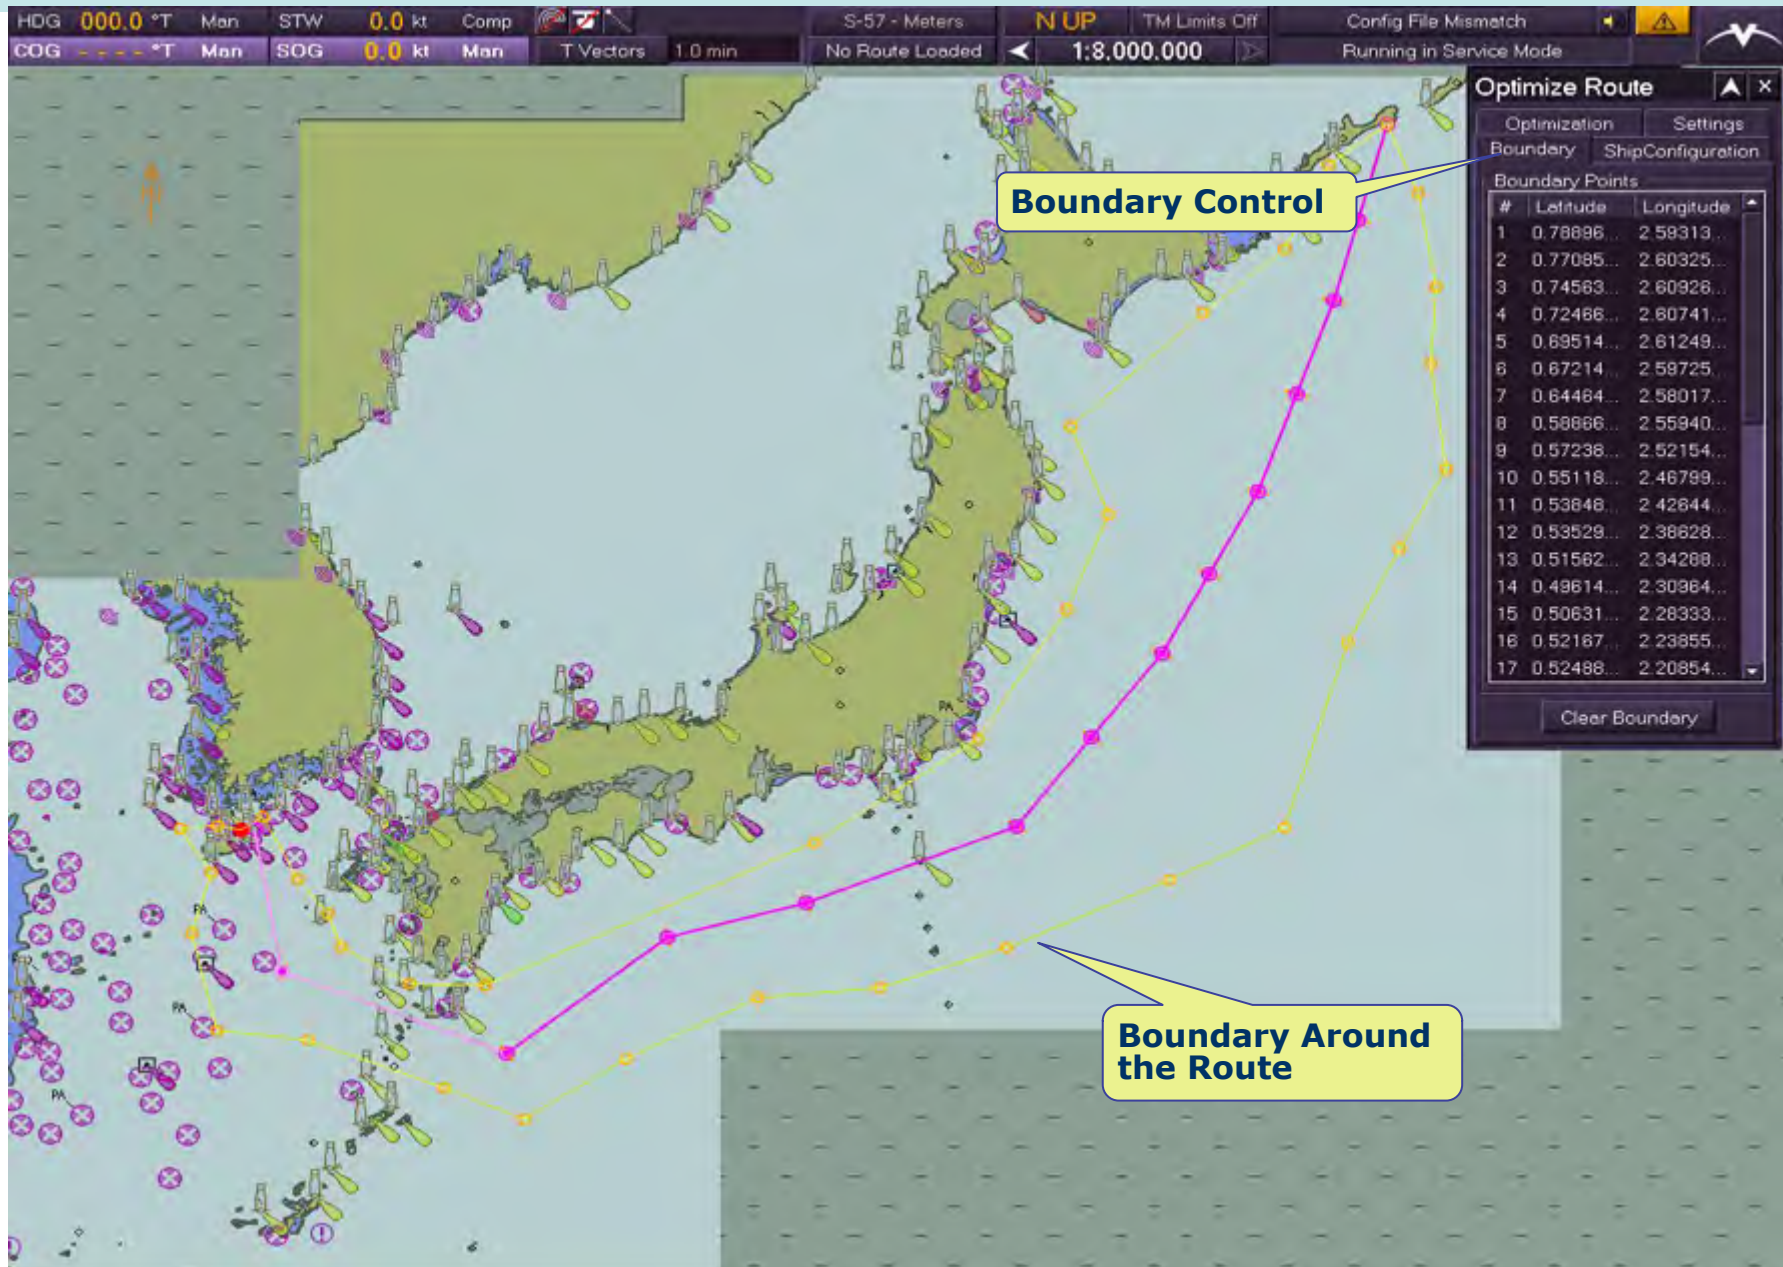 HDG 000.0 °T Man STW 0.0 kt Comp S-57 - Meters N UP TM Limits Off Config File Mismatch
COG - - - - °T Man SOG 0.0 kt Man T Vectors 1.0 min No Route Loaded 1:8.000.000 Running in Service Mode
Optimize Route
Optimization Settings
Boundary ShipConfiguration
Boundary Points
# Latitude Longitude
1 0.78896... 2.59313...
2 0.77085... 2.60325...
3 0.74563... 2.60926...
4 0.72466... 2.60741...
5 0.69514... 2.61249...
6 0.67214... 2.59725...
7 0.64464... 2.58017...
8 0.58866... 2.55940...
9 0.57238... 2.52154...
10 0.55118... 2.46799...
11 0.53848... 2.42644...
12 0.53529... 2.38628...
13 0.51562... 2.34288...
14 0.49614... 2.30964...
15 0.50631... 2.28333...
16 0.52167... 2.23855...
17 0.52488... 2.20854...
Clear Boundary
Boundary Control
PA
PA
PA
PA
Boundary Around
the Route